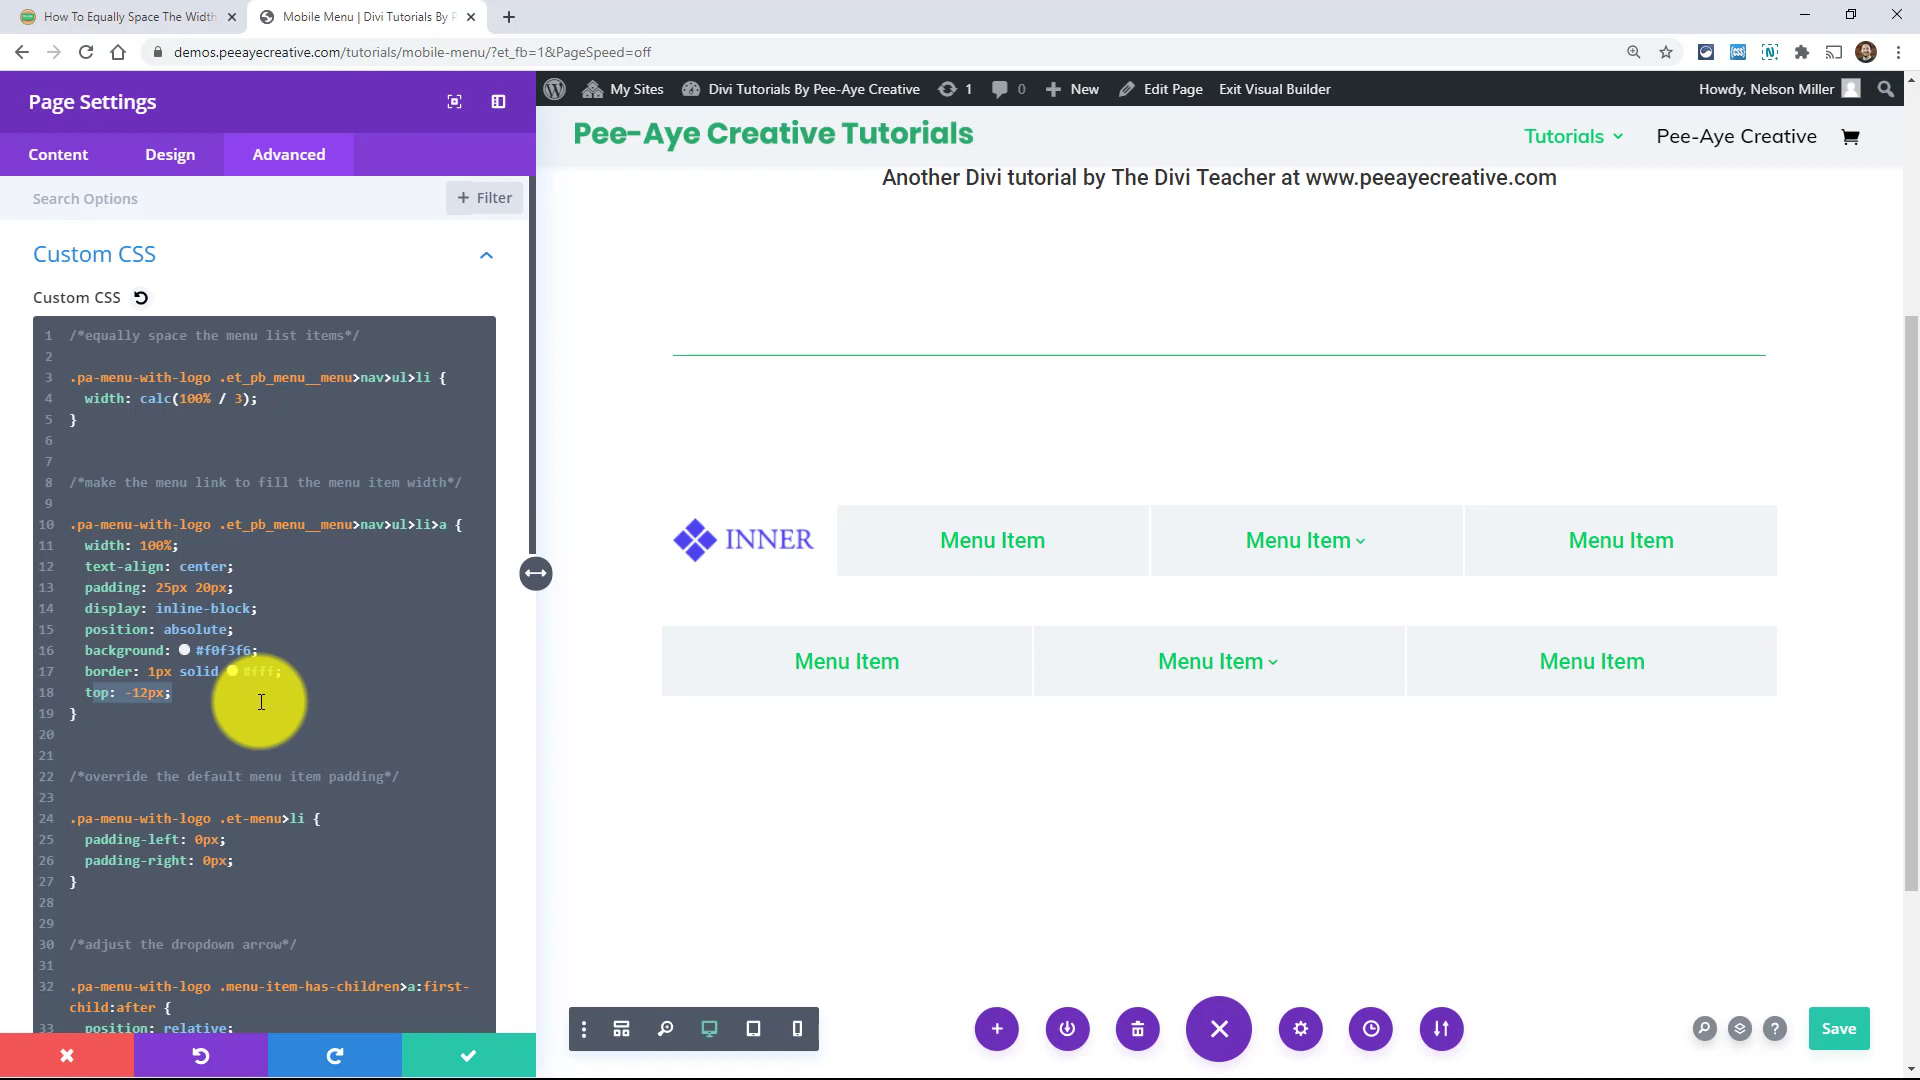 How To Equally Space The Width
Mobile Menu | Divi Tutorials By P
demos.peeayecreative.com/tutorials/mobile-menu/?et_fb=1&PageSpeed=off
Page Settings
My Sites
Divi Tutorials By Pee-Aye Creative
1
0
New
Edit Page
Exit Visual Builder
Howdy, Nelson Miller
Content
Design
Advanced
Pee-Aye Creative Tutorials
Tutorials
Pee-Aye Creative
Search Options
+ Filter
Another Divi tutorial by The Divi Teacher at www.peeayecreative.com
Custom CSS
Custom CSS
1 /*equally space the menu list items*/
2
3 .pa-menu-with-logo .et_pb_menu__menu>nav>ul>li {
4 width: calc(100% / 3);
5 }
6
7
8 /*make the menu link to fill the menu item width*/
9
10 .pa-menu-with-logo .et_pb_menu__menu>nav>ul>li>a {
11 width: 100%;
12 text-align: center;
13 padding: 25px 20px;
14 display: inline-block;
15 position: absolute;
16 background: #f0f3f6;
17 border: 1px solid #fff;
18 top: -12px;
19 }
20
21
22 /*override the default menu item padding*/
23
24 .pa-menu-with-logo .et-menu>li {
25 padding-left: 0px;
26 padding-right: 0px;
27 }
28
29
30 /*adjust the dropdown arrow*/
31
32 .pa-menu-with-logo .menu-item-has-children>a:first-
child:after {
33 position: relative;
INNER
Menu Item
Menu Item
Menu Item
Menu Item
Menu Item
Menu Item
?
Save